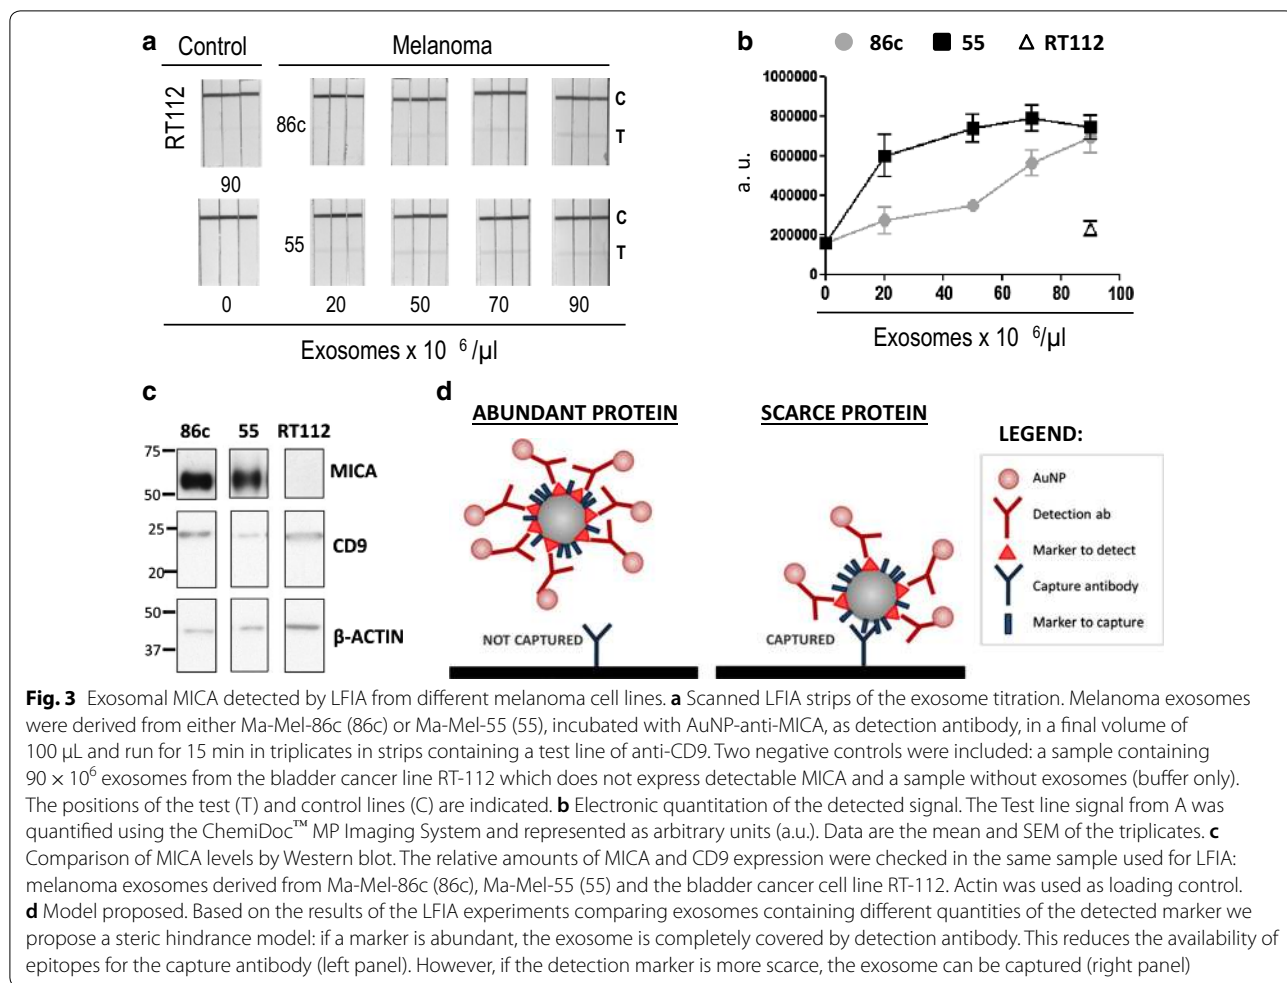 a
Control Melanoma
RT112
86c
C
T
90
55
C
T
0 20 50 70 90
Exosomes x 10 6 /µl
b
86c 55 RT112
1000000
800000
600000
400000
200000
0
a. u.
0 20 40 60 80 100
Exosomes x 10 6/µl
c
86c 55 RT112
75
50
MICA
25
20
CD9
50
37
β-ACTIN
d
ABUNDANT PROTEIN
NOT CAPTURED
SCARCE PROTEIN
CAPTURED
LEGEND:
AuNP
Detection ab
Marker to detect
Capture antibody
Marker to capture
Fig. 3 Exosomal MICA detected by LFIA from different melanoma cell lines. a Scanned LFIA strips of the exosome titration. Melanoma exosomes
were derived from either Ma-Mel-86c (86c) or Ma-Mel-55 (55), incubated with AuNP-anti-MICA, as detection antibody, in a final volume of
100 µL and run for 15 min in triplicates in strips containing a test line of anti-CD9. Two negative controls were included: a sample containing
90 × 10⁶ exosomes from the bladder cancer line RT-112 which does not express detectable MICA and a sample without exosomes (buffer only).
The positions of the test (T) and control lines (C) are indicated. b Electronic quantitation of the detected signal. The Test line signal from A was
quantified using the ChemiDoc™ MP Imaging System and represented as arbitrary units (a.u.). Data are the mean and SEM of the triplicates. c
Comparison of MICA levels by Western blot. The relative amounts of MICA and CD9 expression were checked in the same sample used for LFIA:
melanoma exosomes derived from Ma-Mel-86c (86c), Ma-Mel-55 (55) and the bladder cancer cell line RT-112. Actin was used as loading control.
d Model proposed. Based on the results of the LFIA experiments comparing exosomes containing different quantities of the detected marker we
propose a steric hindrance model: if a marker is abundant, the exosome is completely covered by detection antibody. This reduces the availability of
epitopes for the capture antibody (left panel). However, if the detection marker is more scarce, the exosome can be captured (right panel)